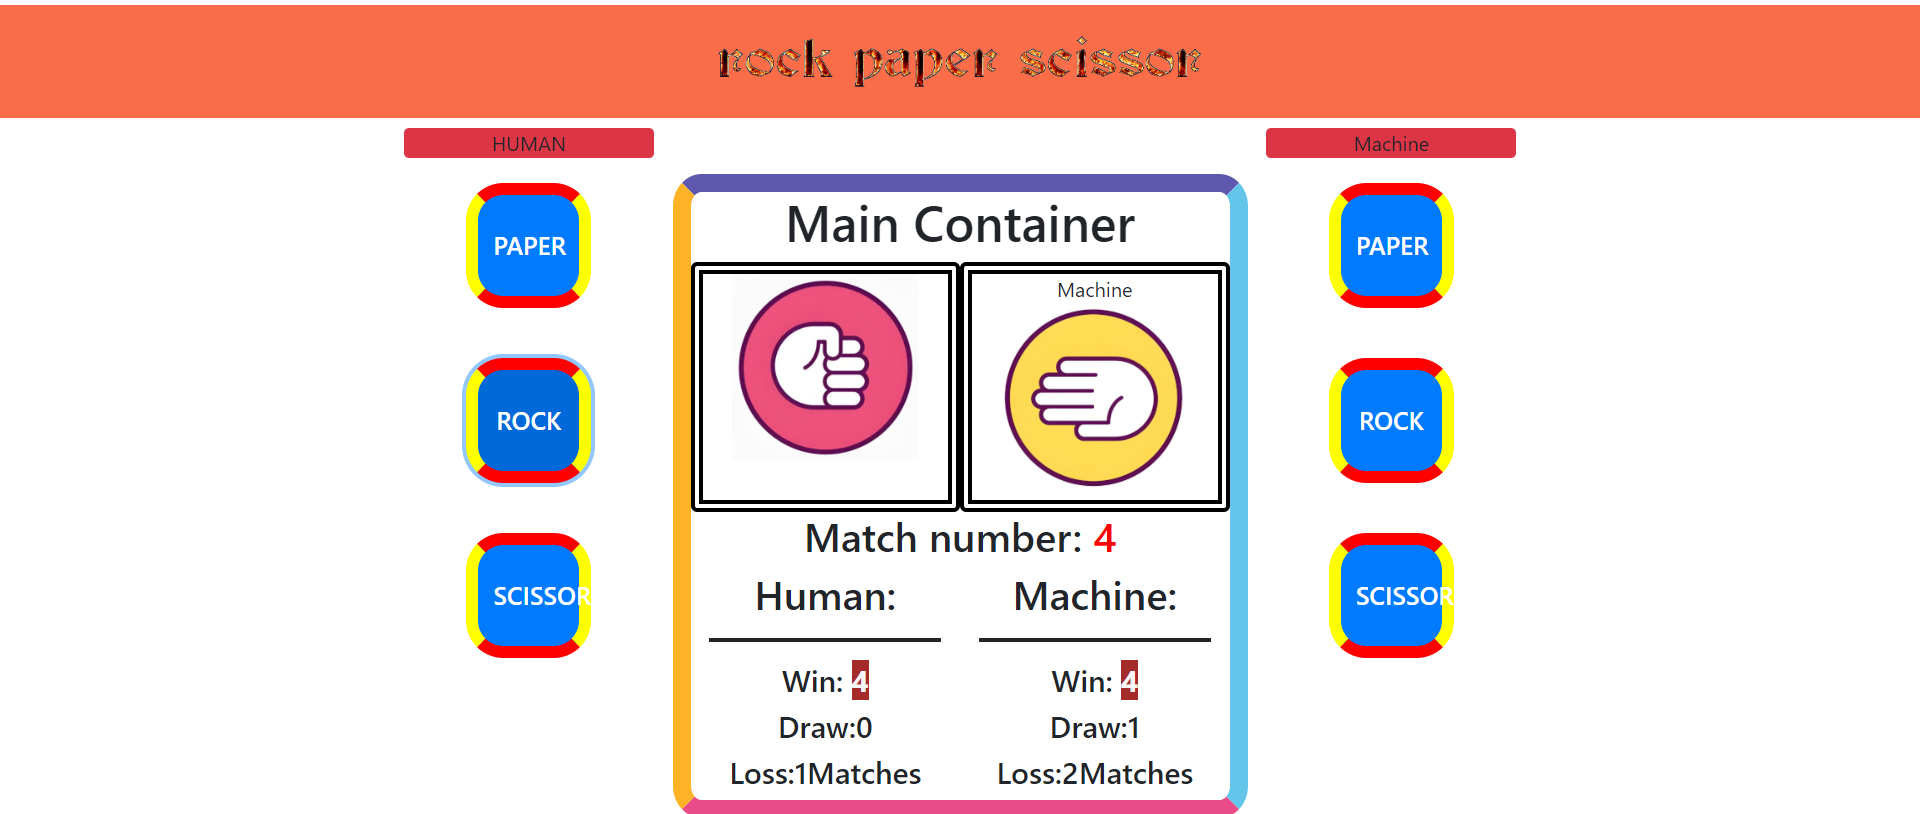 rock paper scissor
HUMAN
PAPER
ROCK
SCISSOR
Main Container
Machine
Match number: 4
Human:
Win: 4
Draw:0
Loss:1Matches
Machine:
Win: 4
Draw:1
Loss:2Matches
Machine
PAPER
ROCK
SCISSOR